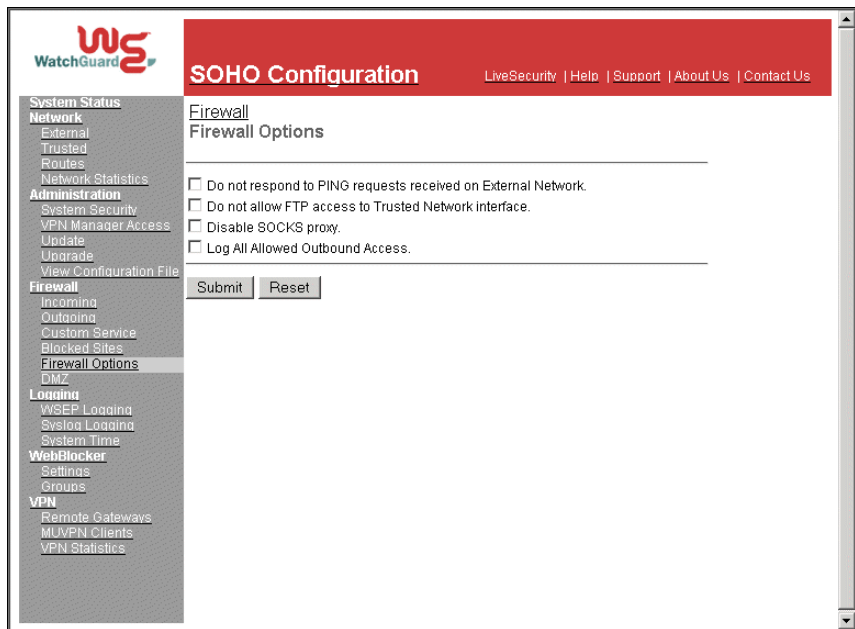 WatchGuard
SOHO Configuration
LiveSecurity | Help | Support | About Us | Contact Us
System Status
Network
External
Trusted
Routes
Network Statistics
Administration
System Security
VPN Manager Access
Update
Upgrade
View Configuration File
Firewall
Incoming
Outgoing
Custom Service
Blocked Sites
Firewall Options
DMZ
Logging
WSEP Logging
Syslog Logging
System Time
WebBlocker
Settings
Groups
VPN
Remote Gateways
MUVPN Clients
VPN Statistics
Firewall
Firewall Options
Do not respond to PING requests received on External Network.
Do not allow FTP access to Trusted Network interface.
Disable SOCKS proxy.
Log All Allowed Outbound Access.
Submit Reset